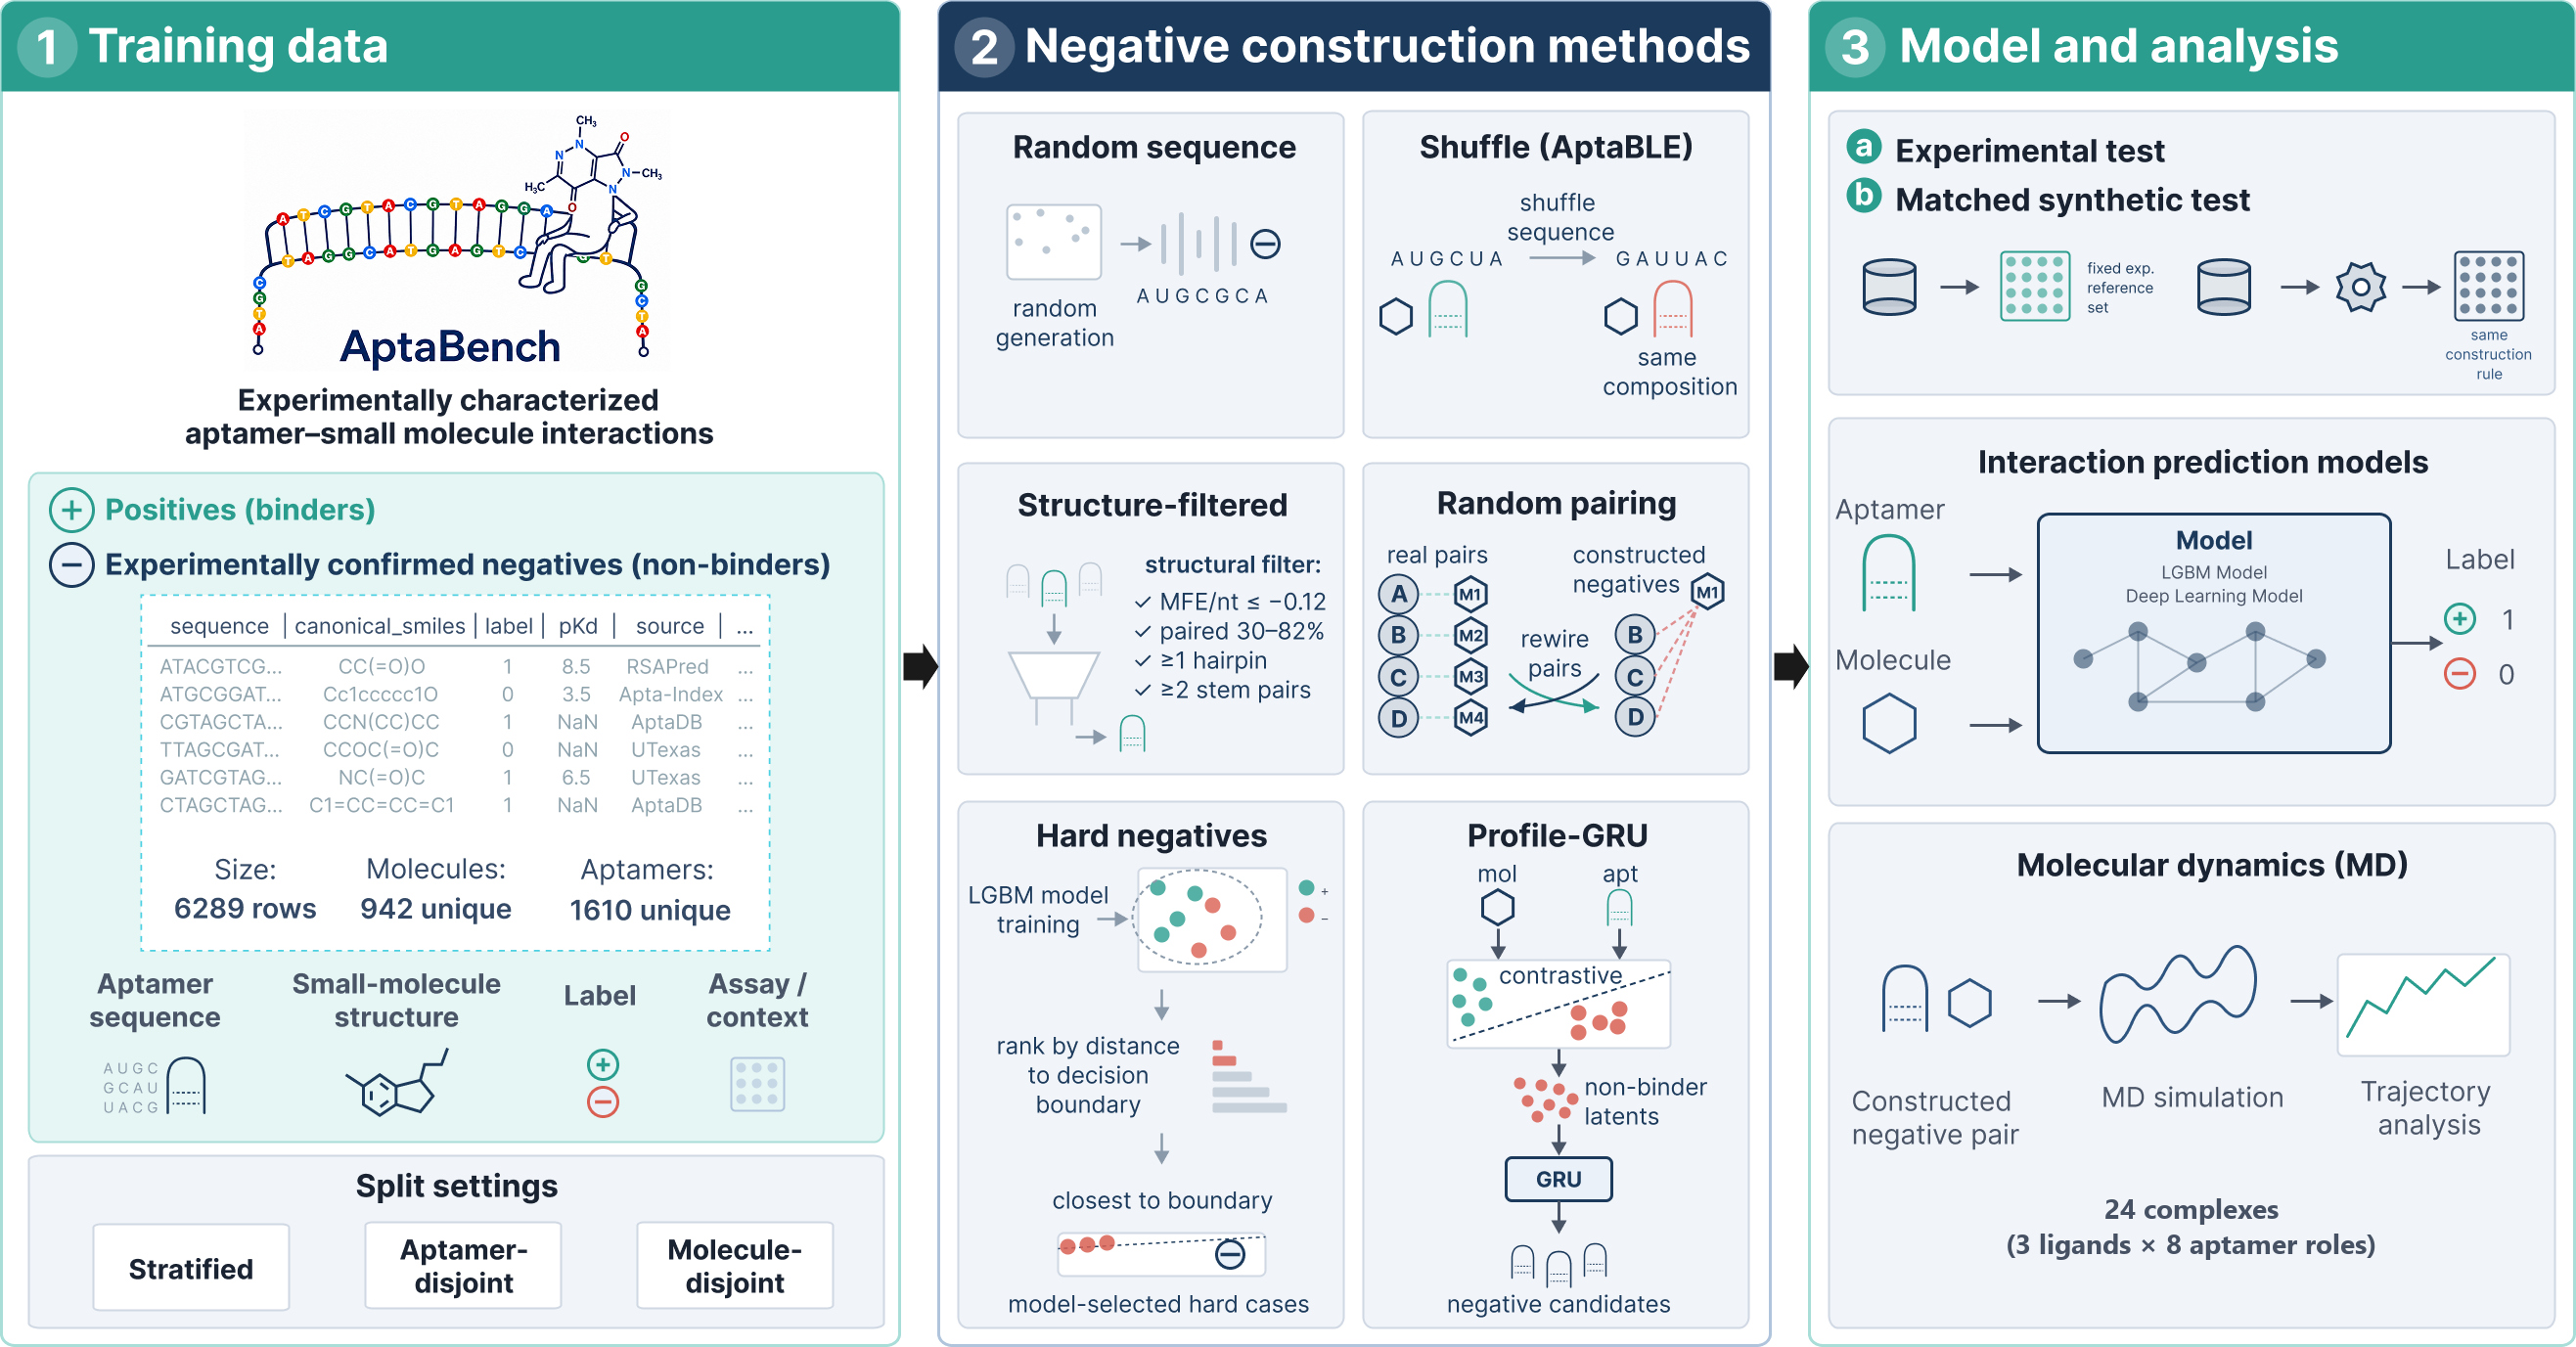 1 Training data
CH₃
N
N
O
N
CH₃
H₃C
N
O
A T C G T A C G T A G G A
T A G G C A T G A G T C G T
C
G
T
A
G
C
T
A
AptaBench
Experimentally characterized
aptamer–small molecule interactions
+ Positives (binders)
− Experimentally confirmed negatives (non-binders)
sequence | canonical_smiles | label | pKd | source | ...
ATACGTCG... CC(=O)O 1 8.5 RSAPred ...
ATGCGGAT... Cc1ccccc1O 0 3.5 Apta-Index ...
CGTAGCTA... CCN(CC)CC 1 NaN AptaDB ...
TTAGCGAT... CCOC(=O)C 0 NaN UTexas ...
GATCGTAG... NC(=O)C 1 6.5 UTexas ...
CTAGCTAG... C1=CC=CC=C1 1 NaN AptaDB ...
Size: Molecules: Aptamers:
6289 rows 942 unique 1610 unique
Aptamer
sequence
Small-molecule
structure
Label
Assay /
context
AUGC
GCAU
UACG
+
−
Split settings
Stratified
Aptamer-
disjoint
Molecule-
disjoint
2 Negative construction methods
Random sequence
random
generation
AUGCGCA
−
Shuffle (AptaBLE)
shuffle
sequence
AUGCUA
GAUUAC
same
composition
Structure-filtered
structural filter:
✓ MFE/nt ≤ −0.12
✓ paired 30–82%
✓ ≥1 hairpin
✓ ≥2 stem pairs
Random pairing
real pairs
A M1
B M2
C M3
D M4
rewire
pairs
constructed
negatives
M1
B
C
D
Hard negatives
LGBM model
training
+
−
rank by distance
to decision
boundary
closest to boundary
−
model-selected hard cases
Profile-GRU
mol
apt
contrastive
non-binder
latents
GRU
negative candidates
3 Model and analysis
a Experimental test
b Matched synthetic test
fixed exp.
reference
set
same
construction
rule
Interaction prediction models
Aptamer
Molecule
Model
LGBM Model
Deep Learning Model
Label
+ 1
− 0
Molecular dynamics (MD)
Constructed
negative pair
MD simulation
Trajectory
analysis
24 complexes
(3 ligands × 8 aptamer roles)